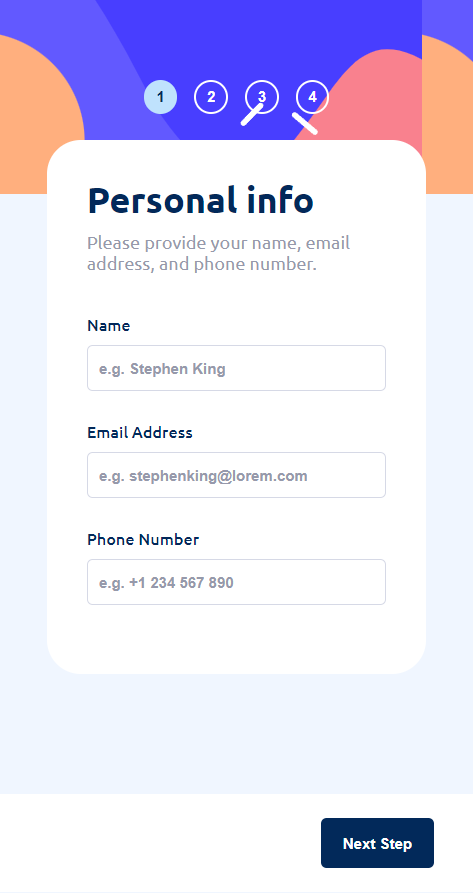 1 2 3 4
Personal info
Please provide your name, email
address, and phone number.
Name
e.g. Stephen King
Email Address
e.g. stephenking@lorem.com
Phone Number
e.g. +1 234 567 890
Next Step